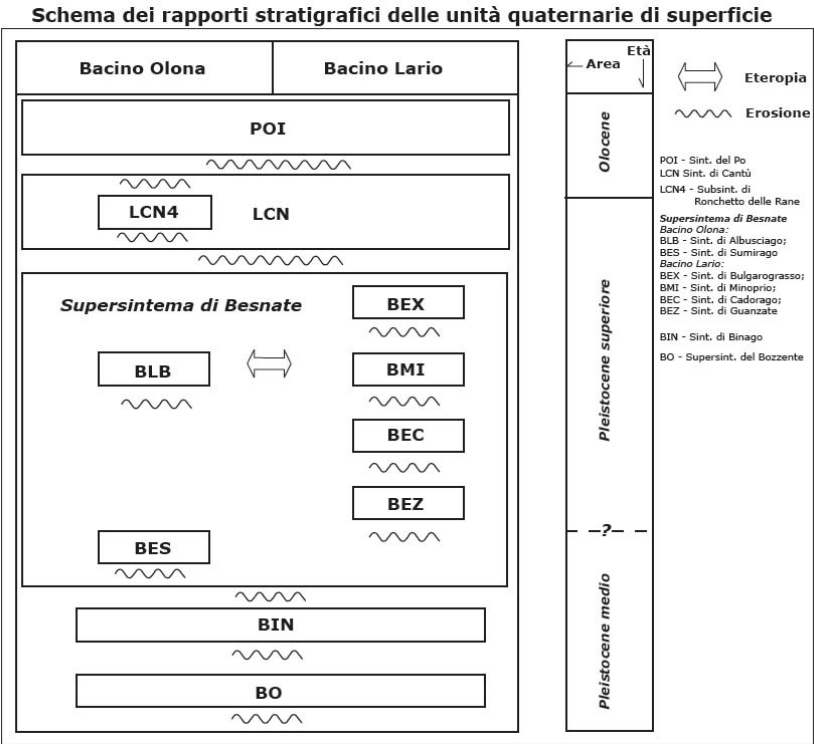 Schema dei rapporti stratigrafici delle unità quaternarie di superficie
Bacino Olona
Bacino Lario
POI
LCN4
LCN
Supersintema di Besnate
BEX
BLB
BMI
BEC
BEZ
BES
BIN
BO
Età
Area
Olocene
Pleistocene superiore
?
Pleistocene medio
Eteropia
Erosione
POI - Sint. del Po
LCN Sint. di Cantù
LCN4 - Subsint. di
Ronchetto delle Rane
Supersintema di Besnate
Bacino Olona:
BLB - Sint. di Albusciago;
BES - Sint. di Sumirago
Bacino Lario:
BEX - Sint. di Bulgarograsso;
BMI - Sint. di Minoprio;
BEC - Sint. di Cadorago;
BEZ - Sint. di Guanzate
BIN - Sint. di Binago
BO - Supersint. del Bozzente